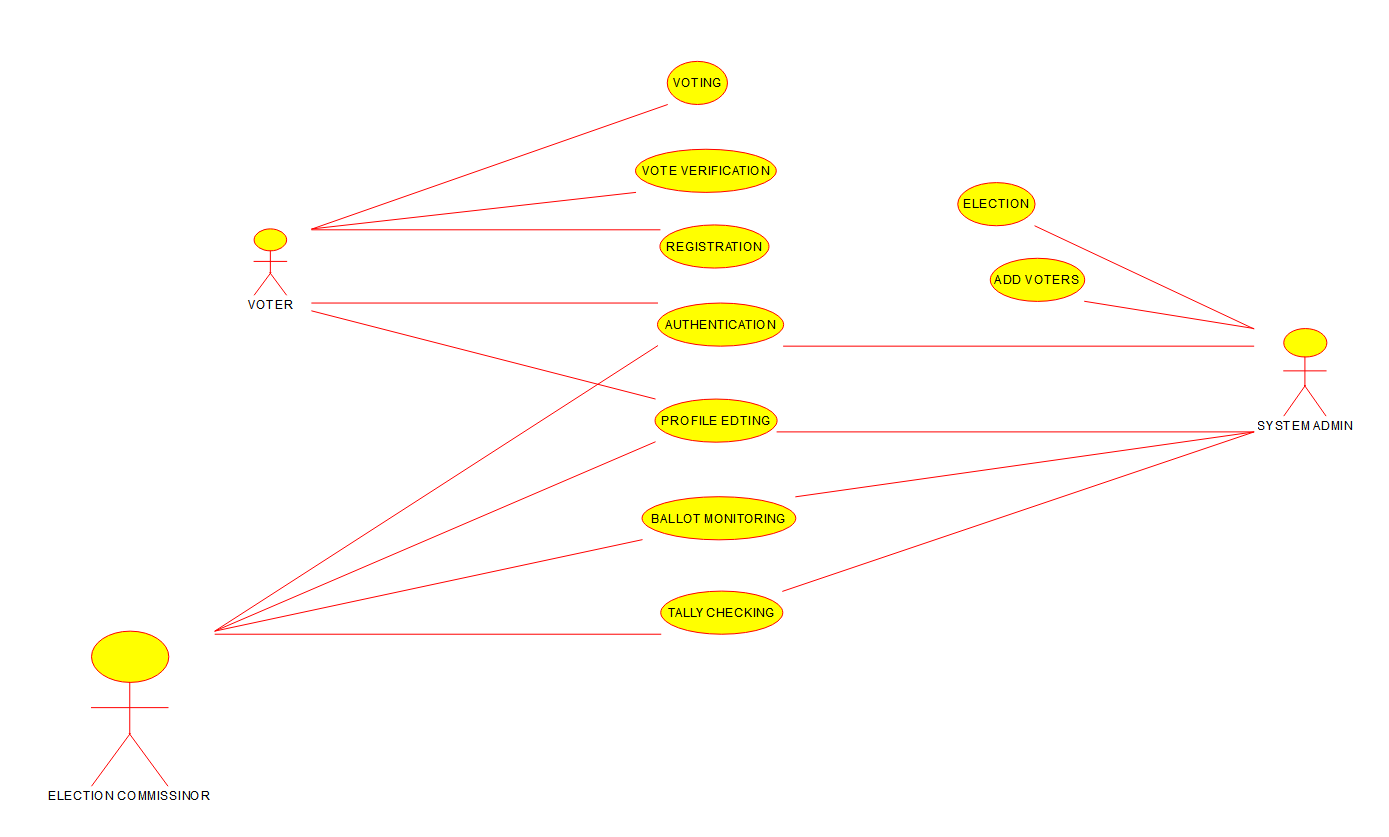 VOTING
VOTE VERIFICATION
ELECTION
REGISTRATION
ADD VOTERS
VOTER
AUTHENTICATION
PROFILE EDTING
SYSTEM ADMIN
BALLOT MONITORING
TALLY CHECKING
ELECTION COMMISSINOR